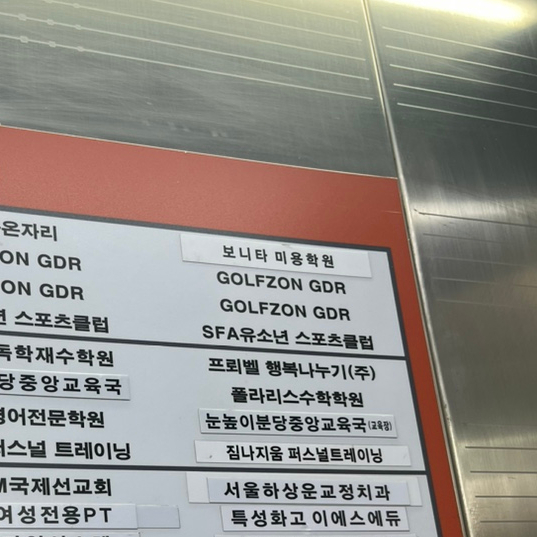 온자리
ON GDR
ON GDR
년 스포츠클럽
독학재수학원
당중앙교육국
영어전문학원
퍼스널 트레이닝
국제선교회
여성전용PT
보니타 미용학원
GOLFZON GDR
GOLFZON GDR
SFA유소년 스포츠클럽
프뢰벨 행복나누기(주)
폴라리스수학학원
눈높이분당중앙교육국(교육장)
짐나지움 퍼스널트레이닝
서울하상운교정치과
특성화고 이에스에듀